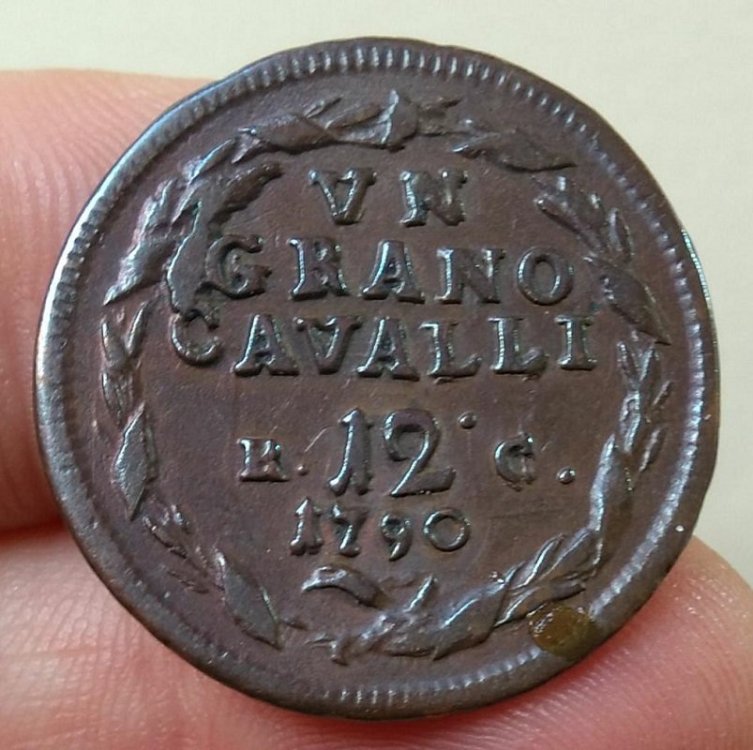 VN
GRANO
CAVALLI
R. 12· C.
1790